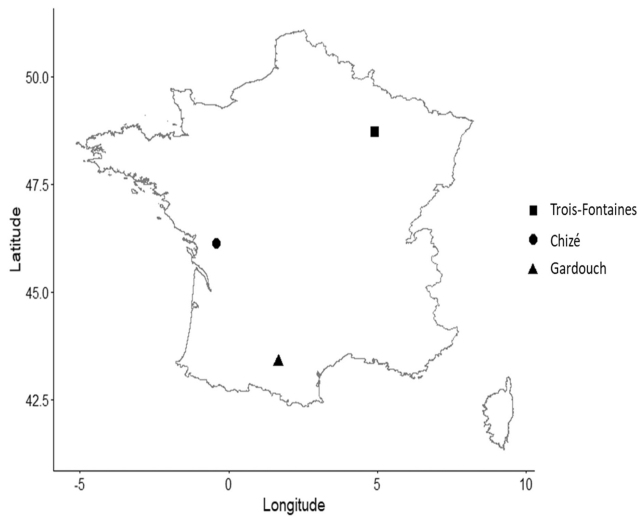 50.0
47.5
45.0
42.5
Latitude
-5 0 5 10
Longitude
Trois-Fontaines
Chizé
Gardouch